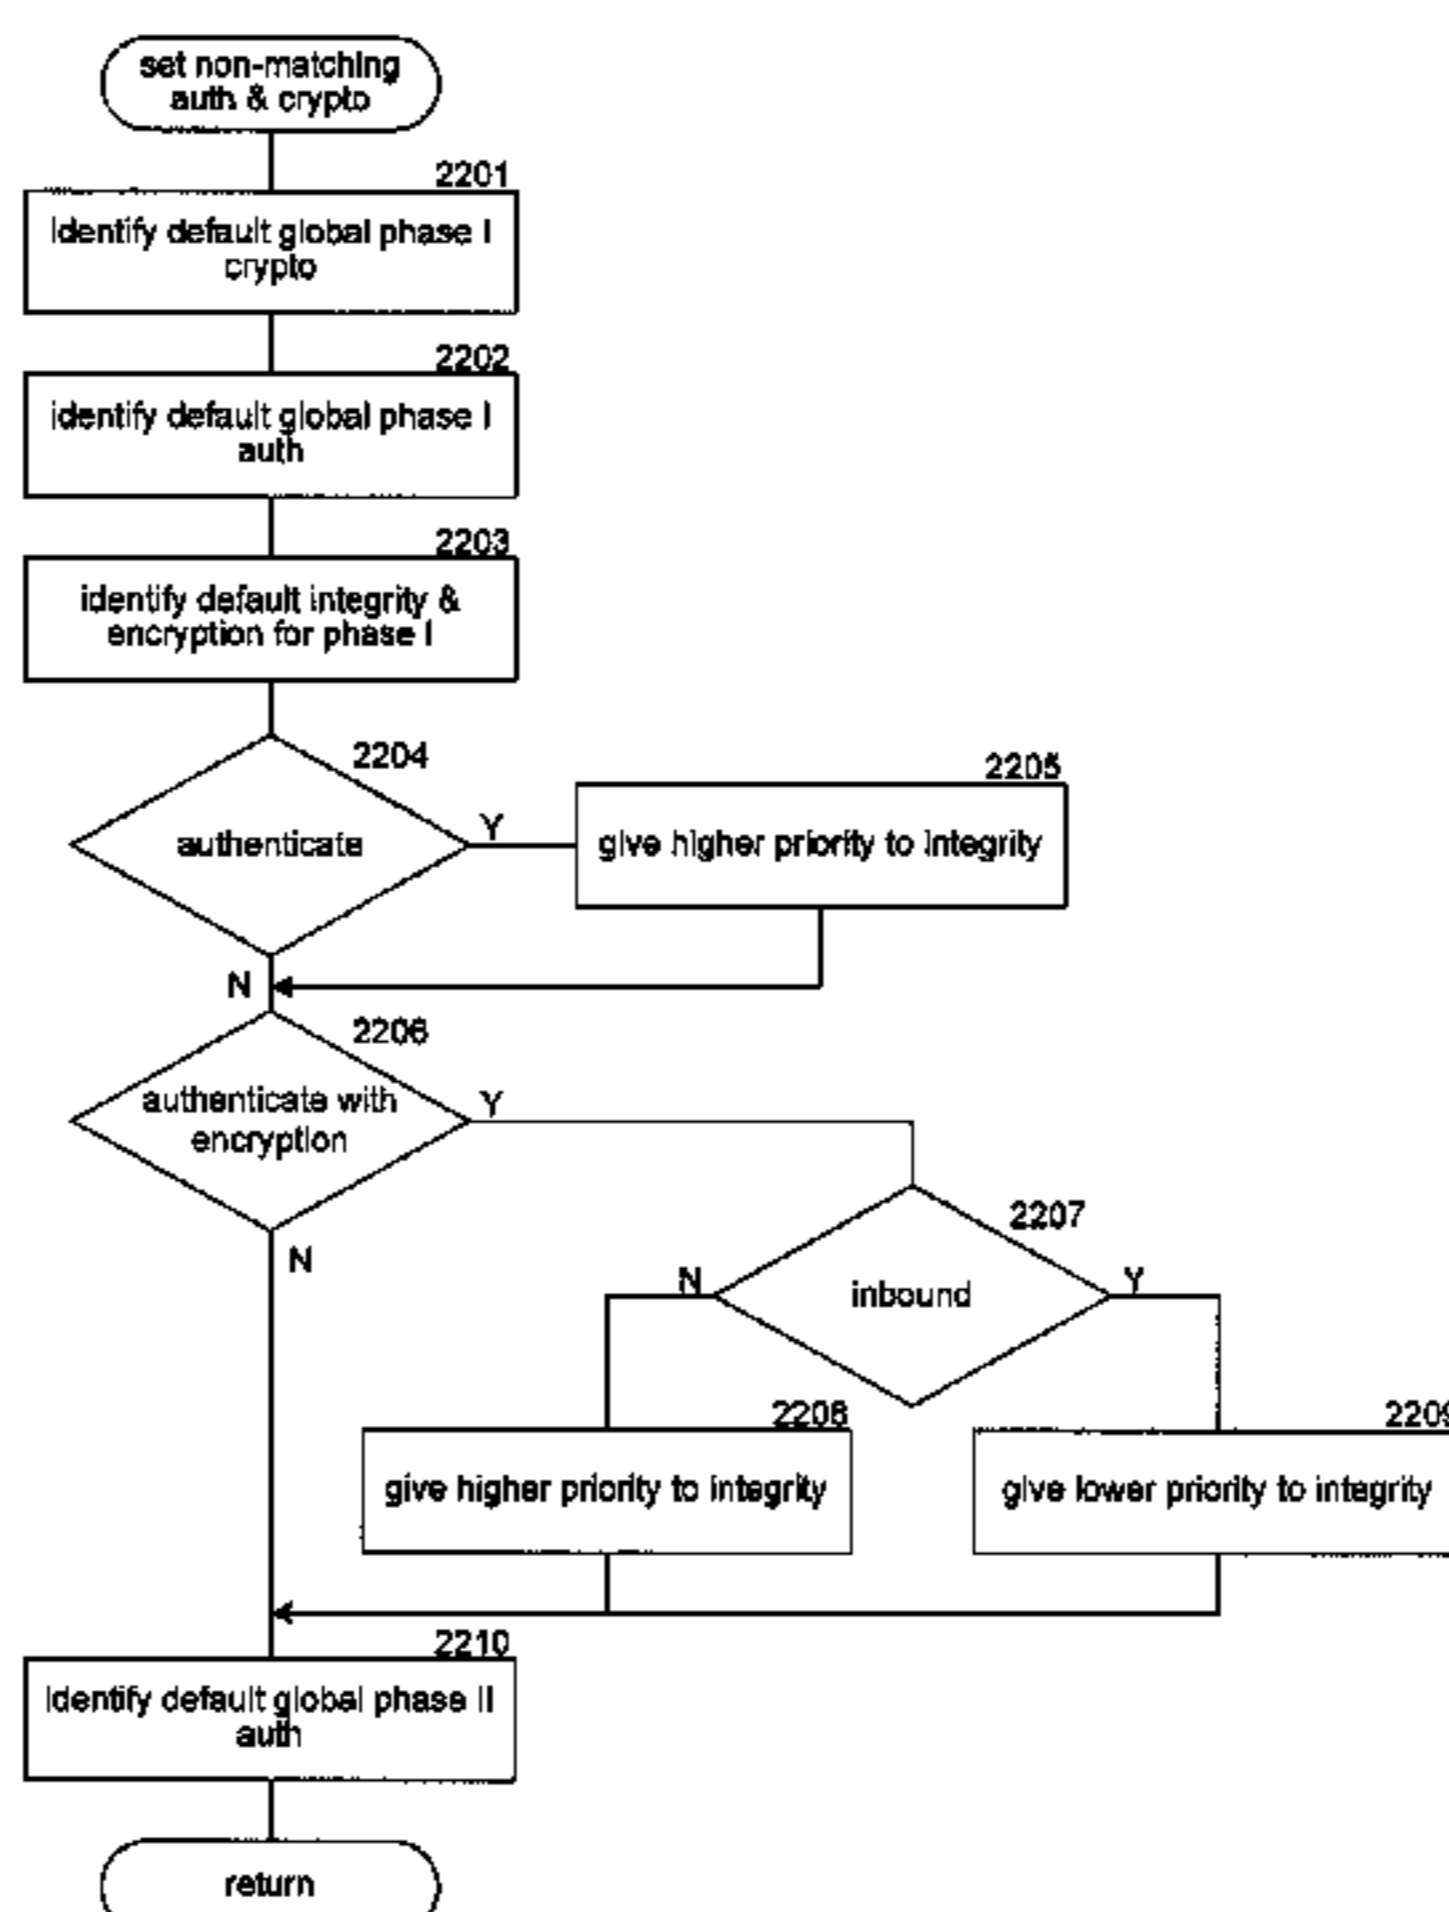 set non-matching
auth & crypto
2201
identify default global phase I
crypto
2202
identify default global phase I
auth
2203
identify default integrity &
encryption for phase I
2204
authenticate
Y
2205
give higher priority to integrity
N
2206
authenticate with
encryption
Y
N
2207
inbound
N
Y
2208
give higher priority to integrity
2209
give lower priority to integrity
2210
identify default global phase II
auth
return